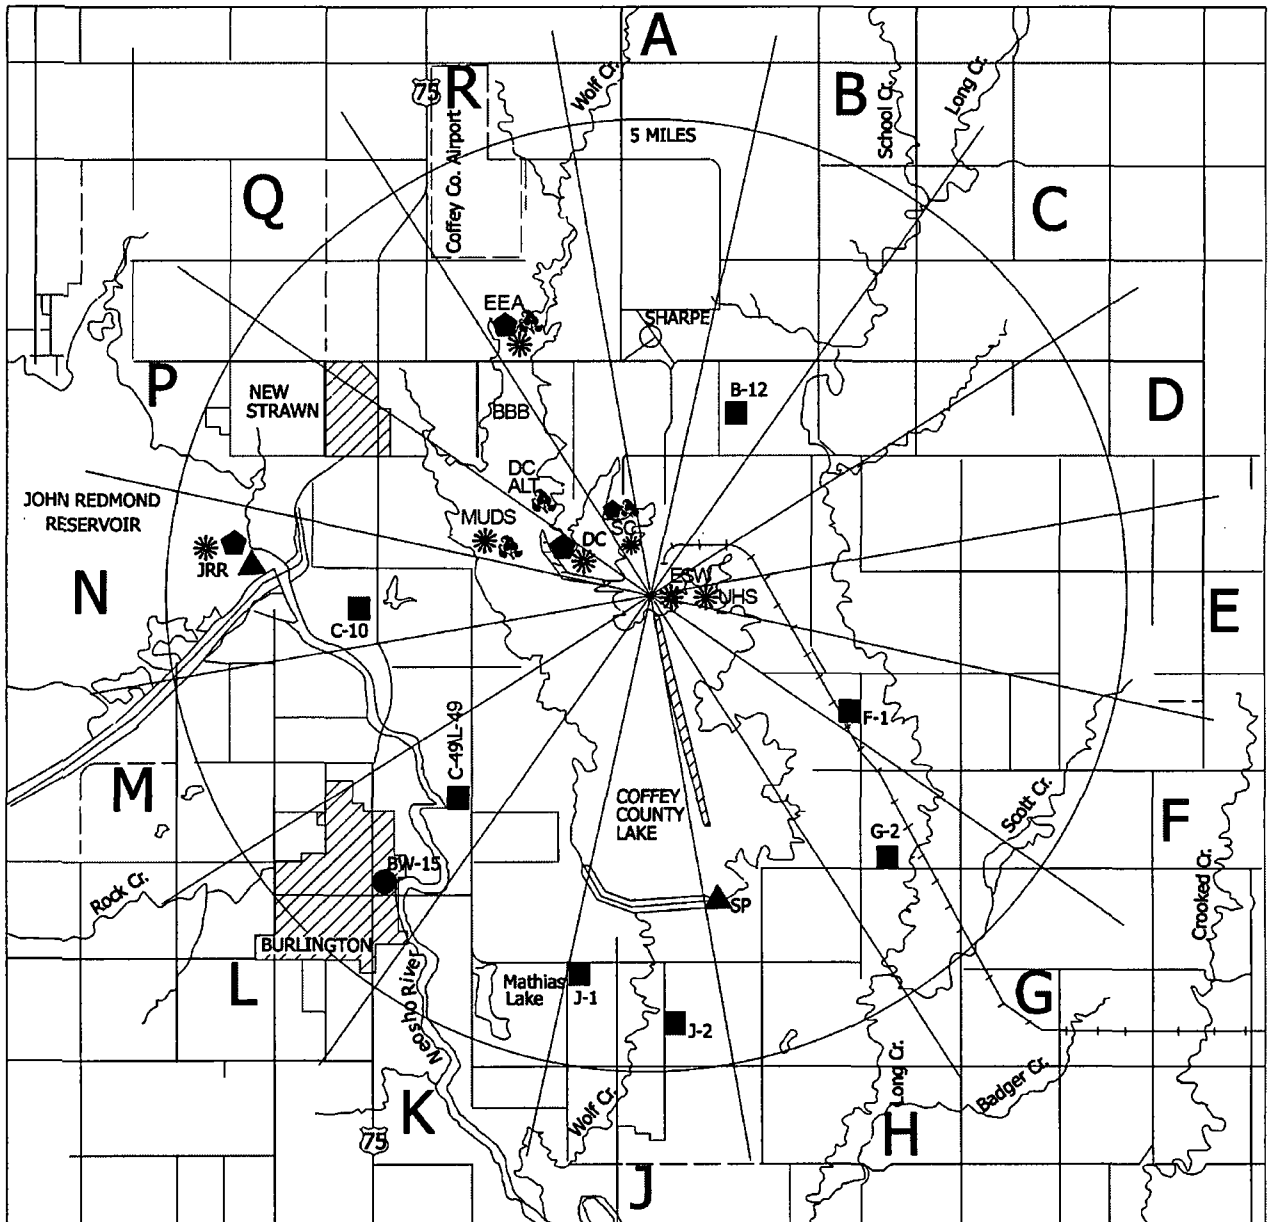 A
R
75
B
Wolf Cr.
School Cr.
Long Cr.
Coffey Co. Airport
5 MILES
Q
C
EEA
SHARPE
P
NEW
STRAWN
B-12
D
BBB
DC
ALT
JOHN REDMOND
RESERVOIR
MUDS
SC
DC
JRR
ESW
UHS
N
E
C-10
F-1
C-49\L-49
M
COFFEY
COUNTY
LAKE
Scott Cr.
F
G-2
BW-15
Rock Cr.
SP
Crooked Cr.
BURLINGTON
L
Mathias
Lake
J-1
G
Neosho River
J-2
Long Cr.
Badger Cr.
K
Wolf Cr.
75
H
J